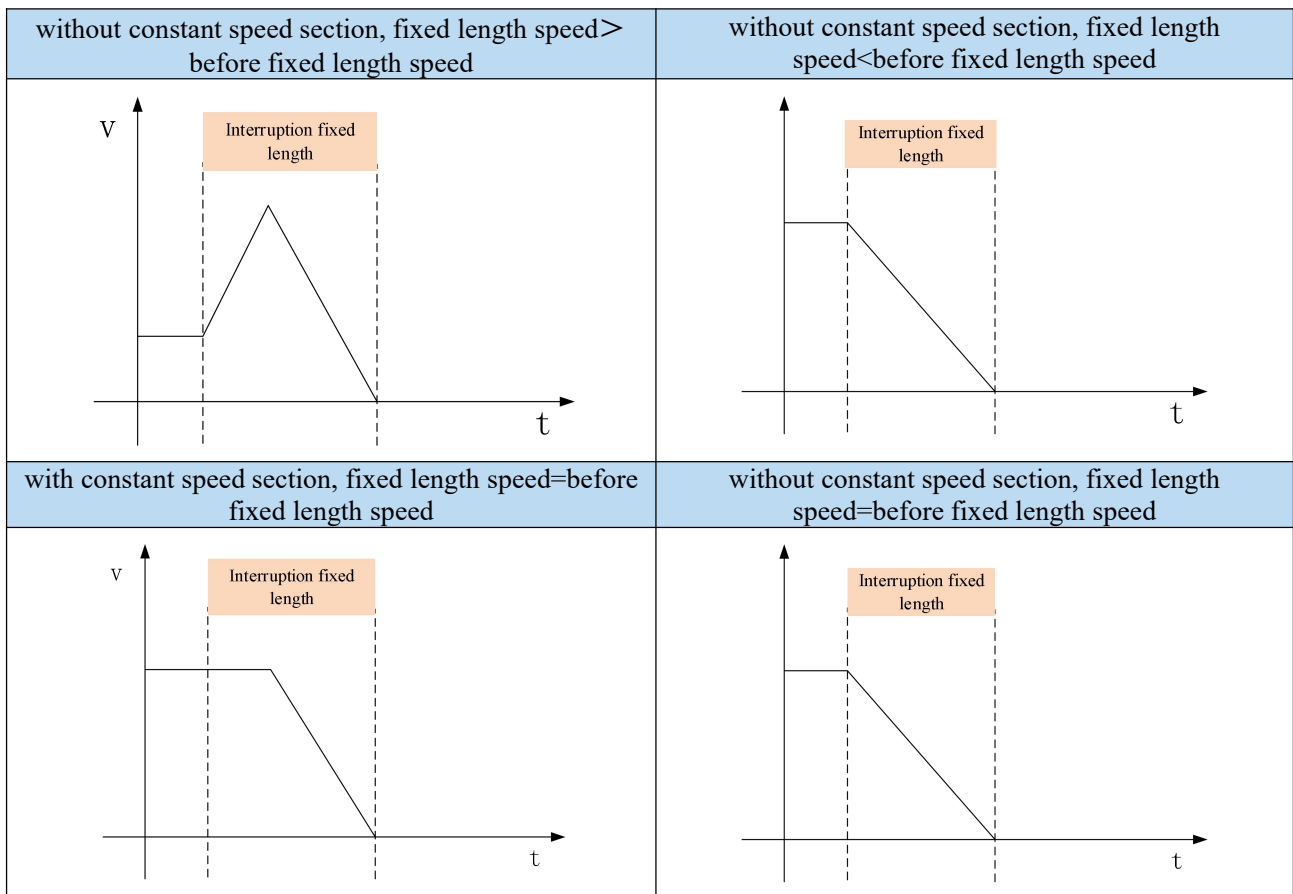 without constant speed section, fixed length speed＞
before fixed length speed
without constant speed section, fixed length
speed<before fixed length speed
V
Interruption fixed
length
t
Interruption fixed
length
t
with constant speed section, fixed length speed=before
fixed length speed
without constant speed section, fixed length
speed=before fixed length speed
V
Interruption fixed
length
t
Interruption fixed
length
t